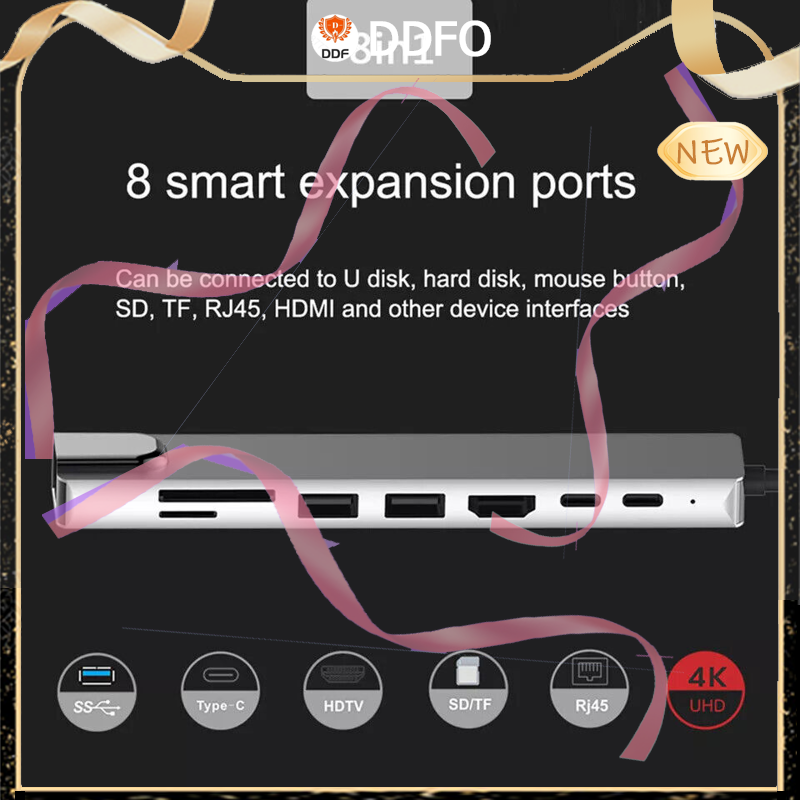 DDF
DDFO
8in1
NEW
8 smart expansion ports
Can be connected to U disk, hard disk, mouse button,
SD, TF, RJ45, HDMI and other device interfaces
SS
Type-C
HDTV
SD/TF
Rj45
4K
UHD